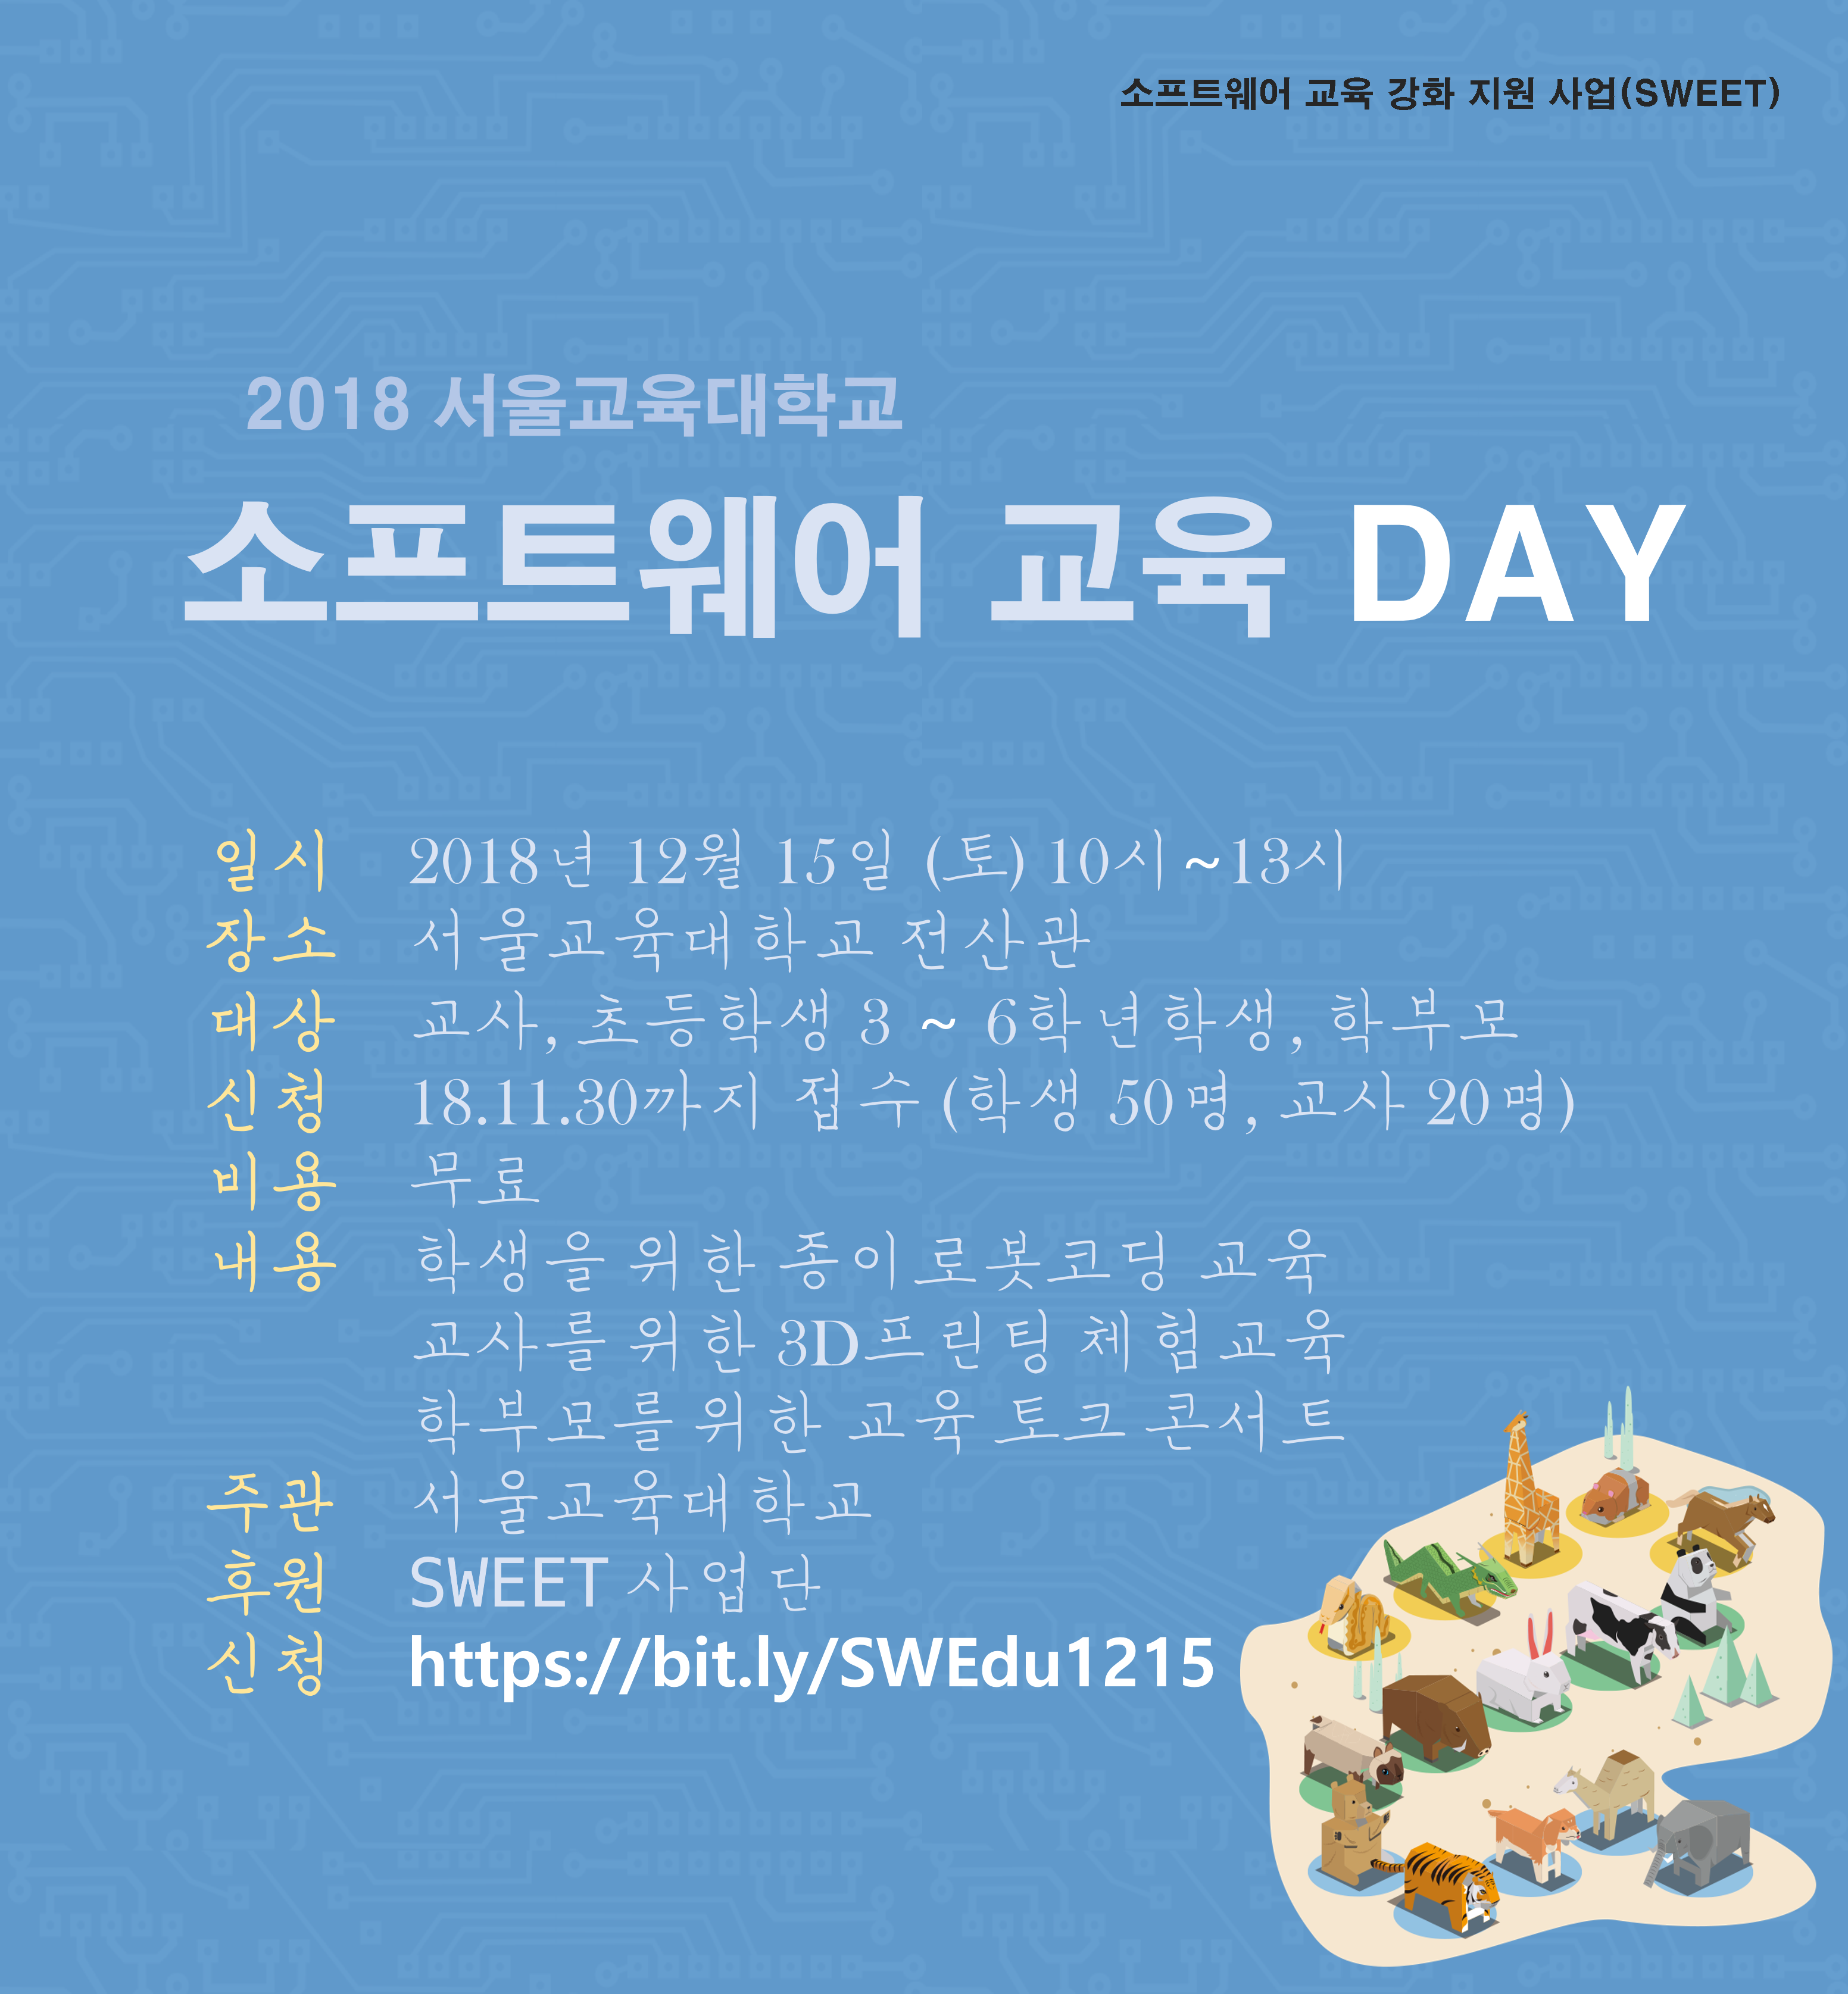 소프트웨어 교육 강화 지원 사업(SWEET)
2018 서울교육대학교
소프트웨어 교육 DAY
일시 2018년 12월 15일 (토) 10시 ~13시
장소 서울교육대학교 전산관
대상 교사, 초등학생 3 ~ 6학년학생, 학부모
신청 18.11.30까지 접수 (학생 50명, 교사 20명)
비용 무료
내용 학생을 위한 종이로봇코딩 교육
교사를 위한 3D프린팅 체험교육
학부모를 위한 교육 토크 콘서트
주관 서울교육대학교
후원 SWEET 사업단
신청 https://bit.ly/SWEdu1215